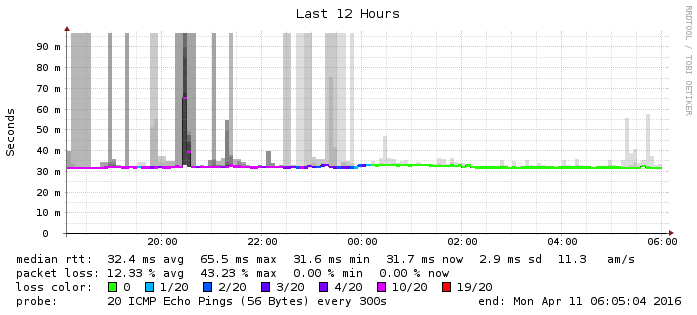 Last 12 Hours
RRDTOOL / TOBI OETIKER
Seconds
90 m
80 m
70 m
60 m
50 m
40 m
30 m
20 m
10 m
0
20:00 22:00 00:00 02:00 04:00 06:00
median rtt: 32.4 ms avg 65.5 ms max 31.6 ms min 31.7 ms now 2.9 ms sd 11.3 am/s
packet loss: 12.33 % avg 43.23 % max 0.00 % min 0.00 % now
loss color: 0 1/20 2/20 3/20 4/20 10/20 19/20
probe: 20 ICMP Echo Pings (56 Bytes) every 300s end: Mon Apr 11 06:05:04 2016